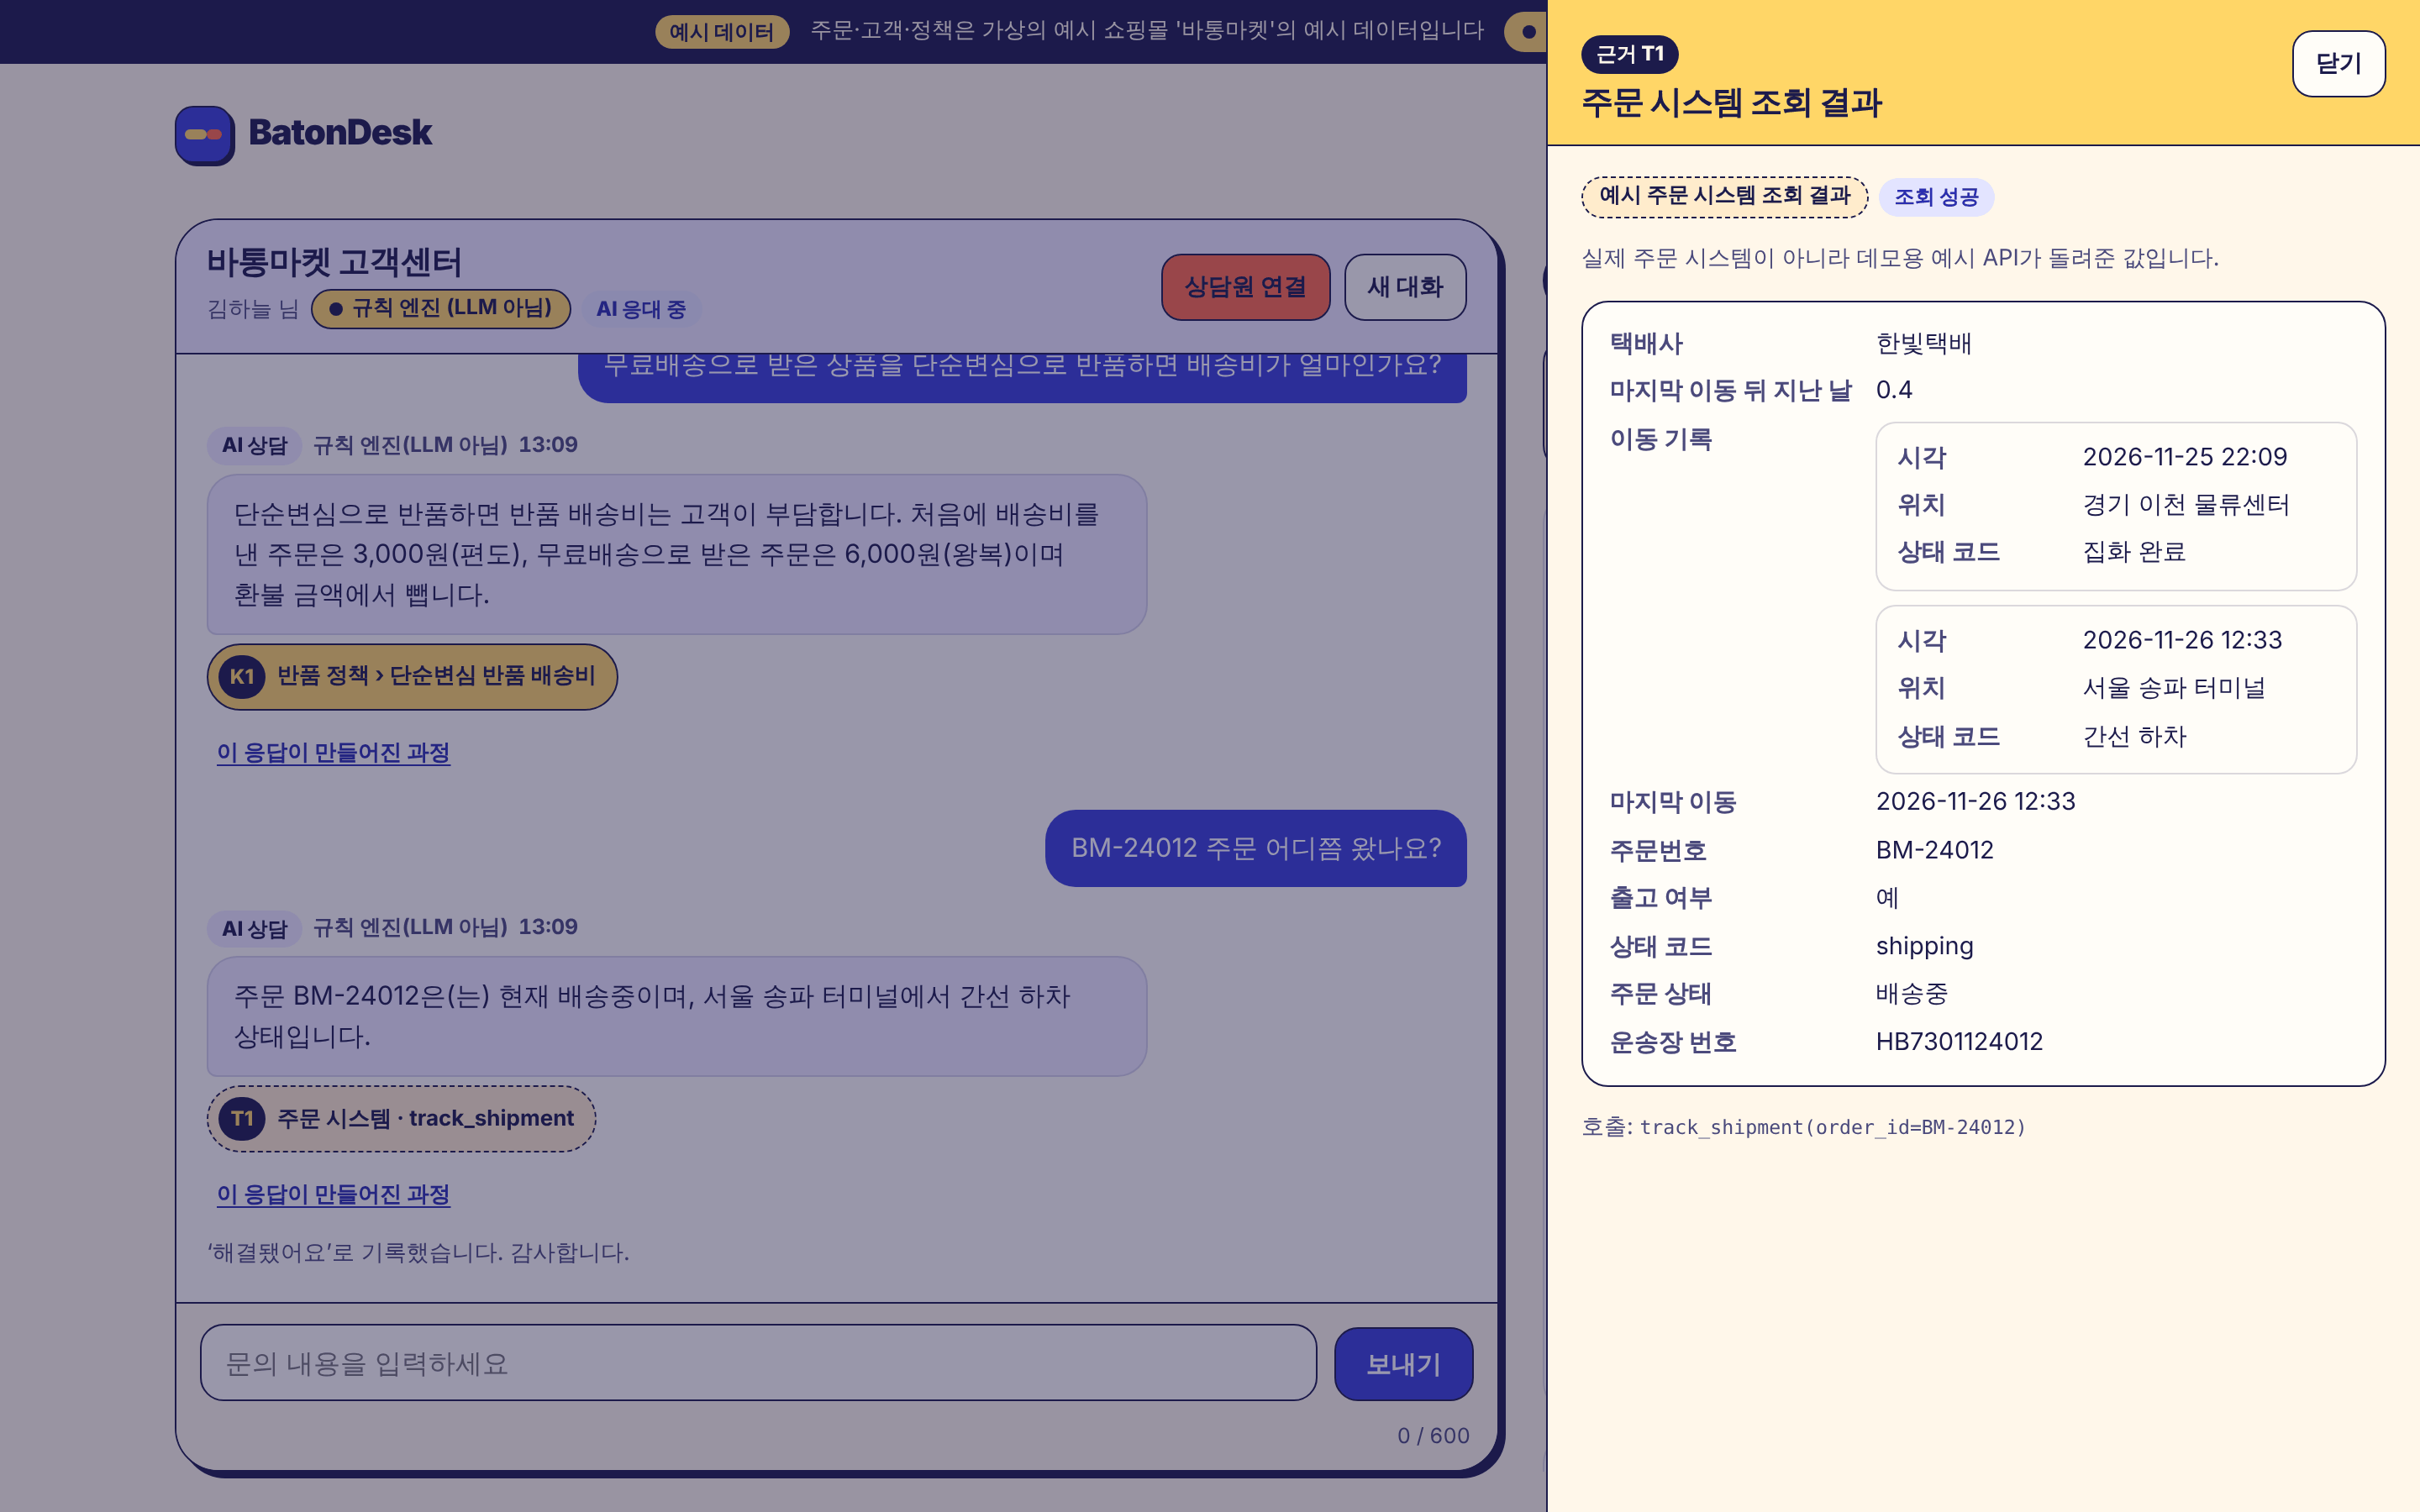 예시 데이터 주문·고객·정책은 가상의 예시 쇼핑몰 '바통마켓'의 예시 데이터입니다
BatonDesk
바통마켓 고객센터
김하늘 님 규칙 엔진 (LLM 아님) AI 응대 중
상담원 연결 새 대화
무료배송으로 받은 상품을 단순변심으로 반품하면 배송비가 얼마인가요?
AI 상담 규칙 엔진(LLM 아님) 13:09
단순변심으로 반품하면 반품 배송비는 고객이 부담합니다. 처음에 배송비를
낸 주문은 3,000원(편도), 무료배송으로 받은 주문은 6,000원(왕복)이며
환불 금액에서 뺍니다.
K1 반품 정책 › 단순변심 반품 배송비
이 응답이 만들어진 과정
BM-24012 주문 어디쯤 왔나요?
AI 상담 규칙 엔진(LLM 아님) 13:09
주문 BM-24012은(는) 현재 배송중이며, 서울 송파 터미널에서 간선 하차
상태입니다.
T1 주문 시스템 · track_shipment
이 응답이 만들어진 과정
‘해결됐어요’로 기록했습니다. 감사합니다.
문의 내용을 입력하세요
보내기
0 / 600
근거 T1
주문 시스템 조회 결과
닫기
예시 주문 시스템 조회 결과 조회 성공
실제 주문 시스템이 아니라 데모용 예시 API가 돌려준 값입니다.
택배사 한빛택배
마지막 이동 뒤 지난 날 0.4
이동 기록
시각 2026-11-25 22:09
위치 경기 이천 물류센터
상태 코드 집화 완료
시각 2026-11-26 12:33
위치 서울 송파 터미널
상태 코드 간선 하차
마지막 이동 2026-11-26 12:33
주문번호 BM-24012
출고 여부 예
상태 코드 shipping
주문 상태 배송중
운송장 번호 HB7301124012
호출: track_shipment(order_id=BM-24012)